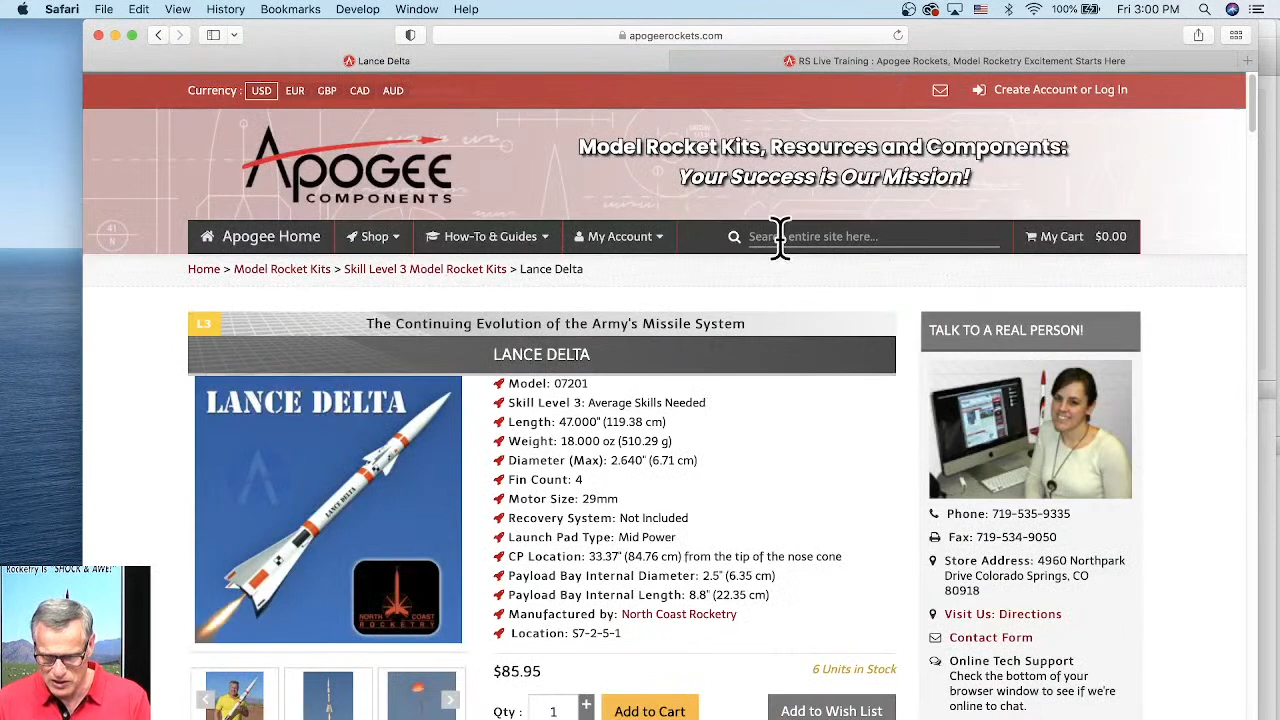 Safari File Edit View History Bookmarks Window Help
100% Fri 3:00 PM
apogeerockets.com
Lance Delta
RS Live Training : Apogee Rockets, Model Rocketry Excitement Starts Here
Currency : USD EUR GBP CAD AUD
Create Account or Log In
APOGEE
COMPONENTS
Model Rocket Kits, Resources and Components:
Your Success is Our Mission!
Apogee Home
Shop
How-To & Guides
My Account
Search entire site here...
My Cart $0.00
41
N
Home > Model Rocket Kits > Skill Level 3 Model Rocket Kits > Lance Delta
L3
The Continuing Evolution of the Army's Missile System
LANCE DELTA
LANCE DELTA
LANCE DELTA
NORTH COAST
ROCKETRY
Model: 07201
Skill Level 3: Average Skills Needed
Length: 47.000" (119.38 cm)
Weight: 18.000 oz (510.29 g)
Diameter (Max): 2.640" (6.71 cm)
Fin Count: 4
Motor Size: 29mm
Recovery System: Not Included
Launch Pad Type: Mid Power
CP Location: 33.37" (84.76 cm) from the tip of the nose cone
Payload Bay Internal Diameter: 2.5" (6.35 cm)
Payload Bay Internal Length: 8.8" (22.35 cm)
Manufactured by: North Coast Rocketry
Location: S7-2-5-1
$85.95
6 Units in Stock
Qty : 1 +
Add to Cart
Add to Wish List
TALK TO A REAL PERSON!
Phone: 719-535-9335
Fax: 719-534-9050
Store Address: 4960 Northpark
Drive Colorado Springs, CO
80918
Visit Us: Directions
Contact Form
Online Tech Support
Check the bottom of your
browser window to see if we're
online to chat.
Rocketry is "SHOCK & AWE!"